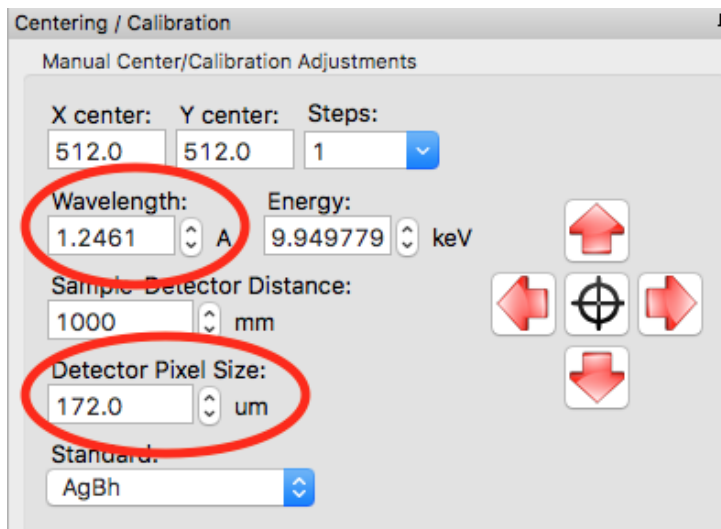 Centering / Calibration
Manual Center/Calibration Adjustments
X center: Y center: Steps:
512.0 512.0 1
Wavelength: Energy:
1.2461 A 9.949779 keV
Sample-Detector Distance:
1000 mm
Detector Pixel Size:
172.0 um
Standard:
AgBh